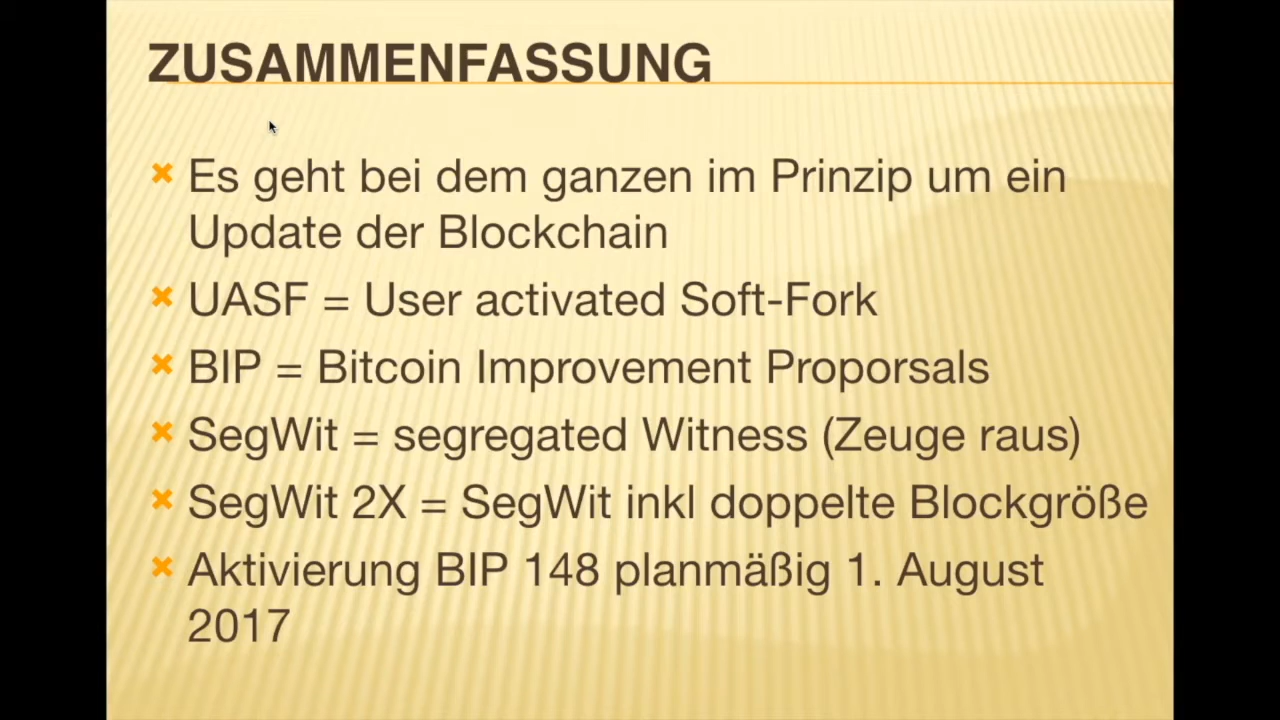 ZUSAMMENFASSUNG
Es geht bei dem ganzen im Prinzip um ein
Update der Blockchain
UASF = User activated Soft-Fork
BIP = Bitcoin Improvement Proporsals
SegWit = segregated Witness (Zeuge raus)
SegWit 2X = SegWit inkl doppelte Blockgröße
Aktivierung BIP 148 planmäßig 1. August
2017